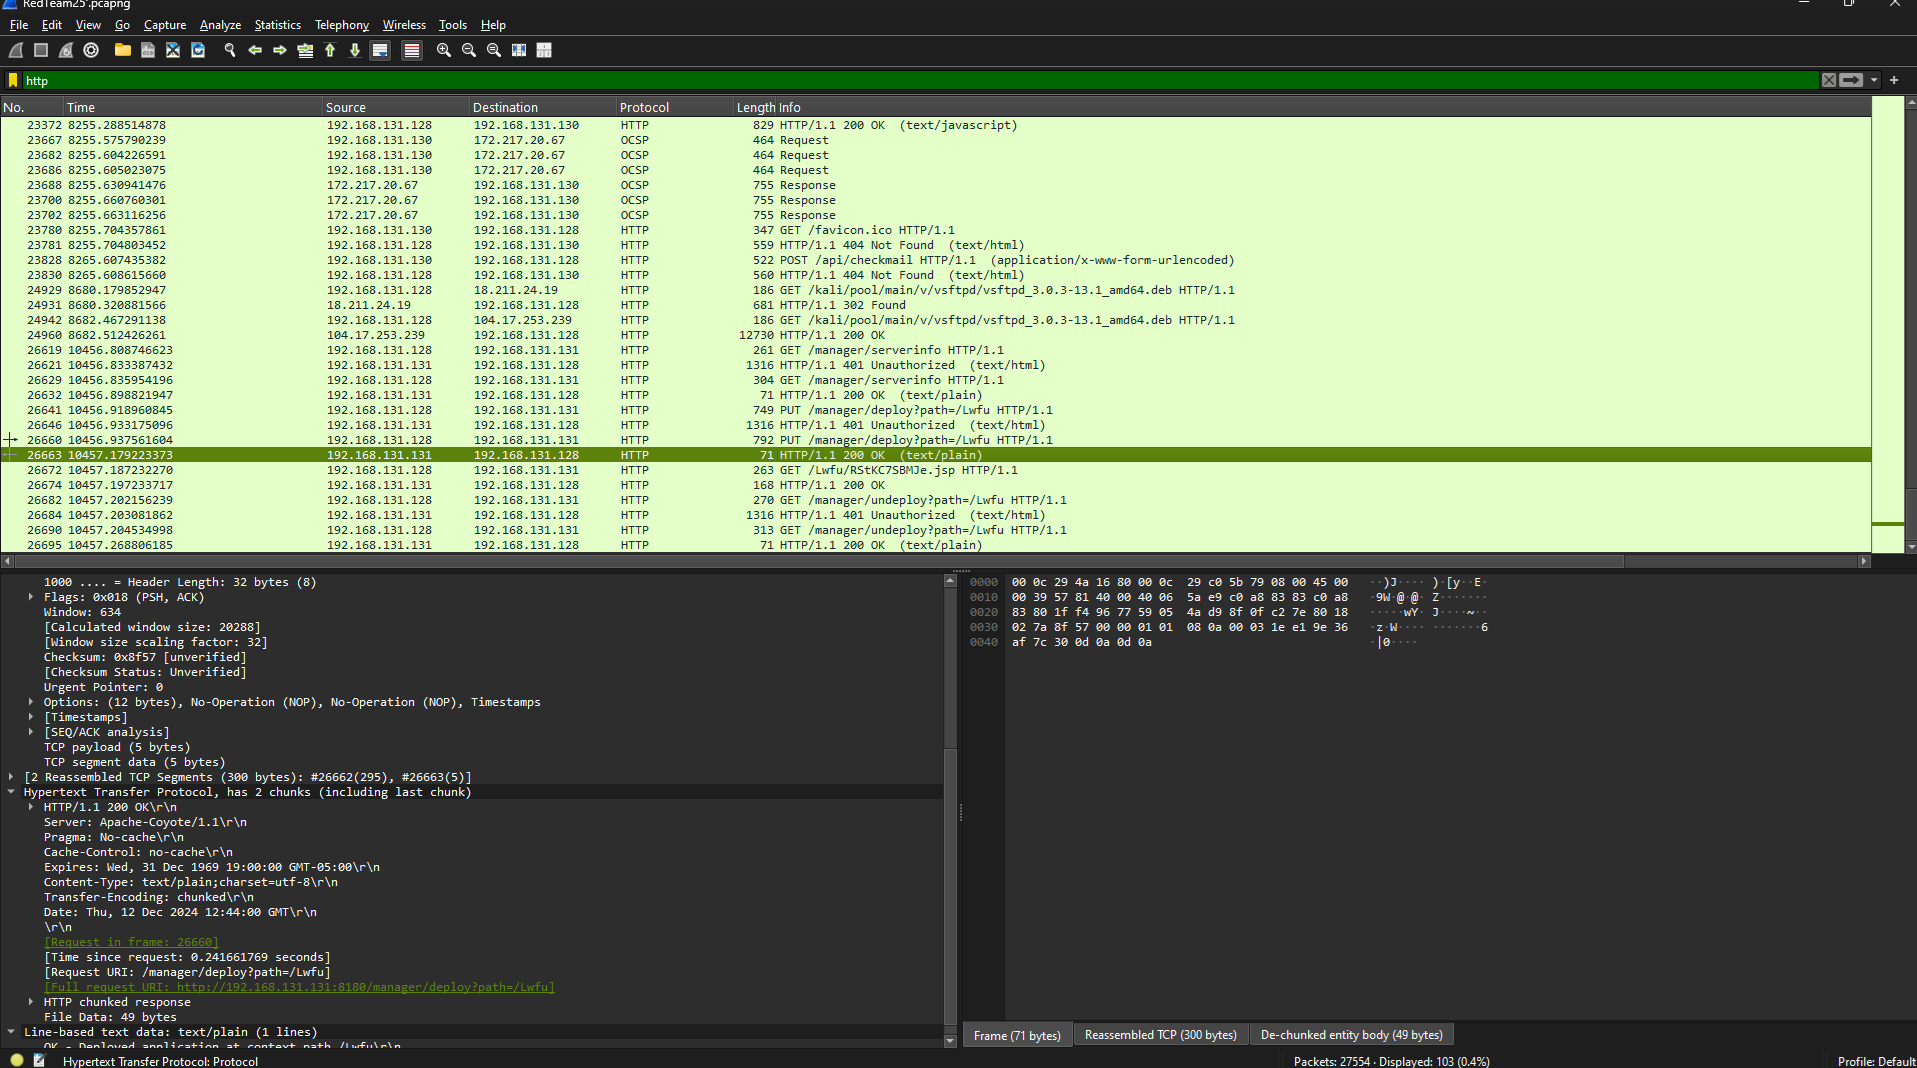 RedTeam25'.pcapng
File Edit View Go Capture Analyze Statistics Telephony Wireless Tools Help
http
No. Time Source Destination Protocol Length Info
23372 8255.288514878 192.168.131.128 192.168.131.130 HTTP 829 HTTP/1.1 200 OK (text/javascript)
23667 8255.575790239 192.168.131.130 172.217.20.67 OCSP 464 Request
23682 8255.604226591 192.168.131.130 172.217.20.67 OCSP 464 Request
23686 8255.605023075 192.168.131.130 172.217.20.67 OCSP 464 Request
23688 8255.630941476 172.217.20.67 192.168.131.130 OCSP 755 Response
23700 8255.660760301 172.217.20.67 192.168.131.130 OCSP 755 Response
23702 8255.663116256 172.217.20.67 192.168.131.130 OCSP 755 Response
23780 8255.704357861 192.168.131.130 192.168.131.128 HTTP 347 GET /favicon.ico HTTP/1.1
23781 8255.704803452 192.168.131.128 192.168.131.130 HTTP 559 HTTP/1.1 404 Not Found (text/html)
23828 8265.607435382 192.168.131.130 192.168.131.128 HTTP 522 POST /api/checkmail HTTP/1.1 (application/x-www-form-urlencoded)
23830 8265.608615660 192.168.131.128 192.168.131.130 HTTP 560 HTTP/1.1 404 Not Found (text/html)
24929 8680.179852947 192.168.131.128 18.211.24.19 HTTP 186 GET /kali/pool/main/v/vsftpd/vsftpd_3.0.3-13.1_amd64.deb HTTP/1.1
24931 8680.320881566 18.211.24.19 192.168.131.128 HTTP 681 HTTP/1.1 302 Found
24942 8682.467291138 192.168.131.128 104.17.253.239 HTTP 186 GET /kali/pool/main/v/vsftpd/vsftpd_3.0.3-13.1_amd64.deb HTTP/1.1
24960 8682.512426261 104.17.253.239 192.168.131.128 HTTP 12730 HTTP/1.1 200 OK
26619 10456.808746623 192.168.131.128 192.168.131.131 HTTP 261 GET /manager/serverinfo HTTP/1.1
26621 10456.833387432 192.168.131.131 192.168.131.128 HTTP 1316 HTTP/1.1 401 Unauthorized (text/html)
26629 10456.835954196 192.168.131.128 192.168.131.131 HTTP 304 GET /manager/serverinfo HTTP/1.1
26632 10456.898821947 192.168.131.131 192.168.131.128 HTTP 71 HTTP/1.1 200 OK (text/plain)
26641 10456.918960845 192.168.131.128 192.168.131.131 HTTP 749 PUT /manager/deploy?path=/Lwfu HTTP/1.1
26646 10456.933175096 192.168.131.131 192.168.131.128 HTTP 1316 HTTP/1.1 401 Unauthorized (text/html)
26660 10456.937561604 192.168.131.128 192.168.131.131 HTTP 792 PUT /manager/deploy?path=/Lwfu HTTP/1.1
26663 10457.179223373 192.168.131.131 192.168.131.128 HTTP 71 HTTP/1.1 200 OK (text/plain)
26672 10457.187232270 192.168.131.128 192.168.131.131 HTTP 263 GET /Lwfu/RStKC7SBMJe.jsp HTTP/1.1
26674 10457.197233717 192.168.131.131 192.168.131.128 HTTP 168 HTTP/1.1 200 OK
26682 10457.202156239 192.168.131.128 192.168.131.131 HTTP 270 GET /manager/undeploy?path=/Lwfu HTTP/1.1
26684 10457.203081862 192.168.131.131 192.168.131.128 HTTP 1316 HTTP/1.1 401 Unauthorized (text/html)
26690 10457.204534998 192.168.131.128 192.168.131.131 HTTP 313 GET /manager/undeploy?path=/Lwfu HTTP/1.1
26695 10457.268806185 192.168.131.131 192.168.131.128 HTTP 71 HTTP/1.1 200 OK (text/plain)
1000 .... = Header Length: 32 bytes (8)
Flags: 0x018 (PSH, ACK)
Window: 634
[Calculated window size: 20288]
[Window size scaling factor: 32]
Checksum: 0x8f57 [unverified]
[Checksum Status: Unverified]
Urgent Pointer: 0
Options: (12 bytes), No-Operation (NOP), No-Operation (NOP), Timestamps
[Timestamps]
[SEQ/ACK analysis]
TCP payload (5 bytes)
TCP segment data (5 bytes)
[2 Reassembled TCP Segments (300 bytes): #26662(295), #26663(5)]
Hypertext Transfer Protocol, has 2 chunks (including last chunk)
HTTP/1.1 200 OK\r\n
Server: Apache-Coyote/1.1\r\n
Pragma: No-cache\r\n
Cache-Control: no-cache\r\n
Expires: Wed, 31 Dec 1969 19:00:00 GMT-05:00\r\n
Content-Type: text/plain;charset=utf-8\r\n
Transfer-Encoding: chunked\r\n
Date: Thu, 12 Dec 2024 12:44:00 GMT\r\n
\r\n
[Request in frame: 26660]
[Time since request: 0.241661769 seconds]
[Request URI: /manager/deploy?path=/Lwfu]
[Full request URI: http://192.168.131.131:8180/manager/deploy?path=/Lwfu]
HTTP chunked response
File Data: 49 bytes
Line-based text data: text/plain (1 lines)
OK - Deployed application at context path /Lwfu\r\n
0000 00 0c 29 4a 16 80 00 0c 29 c0 5b 79 08 00 45 00 ··)J···· )·[y··E·
0010 00 39 57 81 40 00 40 06 5a e9 c0 a8 83 83 c0 a8 ·9W·@·@· Z·······
0020 83 80 1f f4 96 77 59 05 4a d9 8f 0f c2 7e 80 18 ·····wY· J····~··
0030 02 7a 8f 57 00 00 01 01 08 0a 00 03 1e e1 9e 36 ·z·W···· ·······6
0040 af 7c 30 0d 0a 0d 0a ·|0····
Frame (71 bytes) Reassembled TCP (300 bytes) De-chunked entity body (49 bytes)
Hypertext Transfer Protocol: Protocol Packets: 27554 · Displayed: 103 (0.4%) Profile: Default